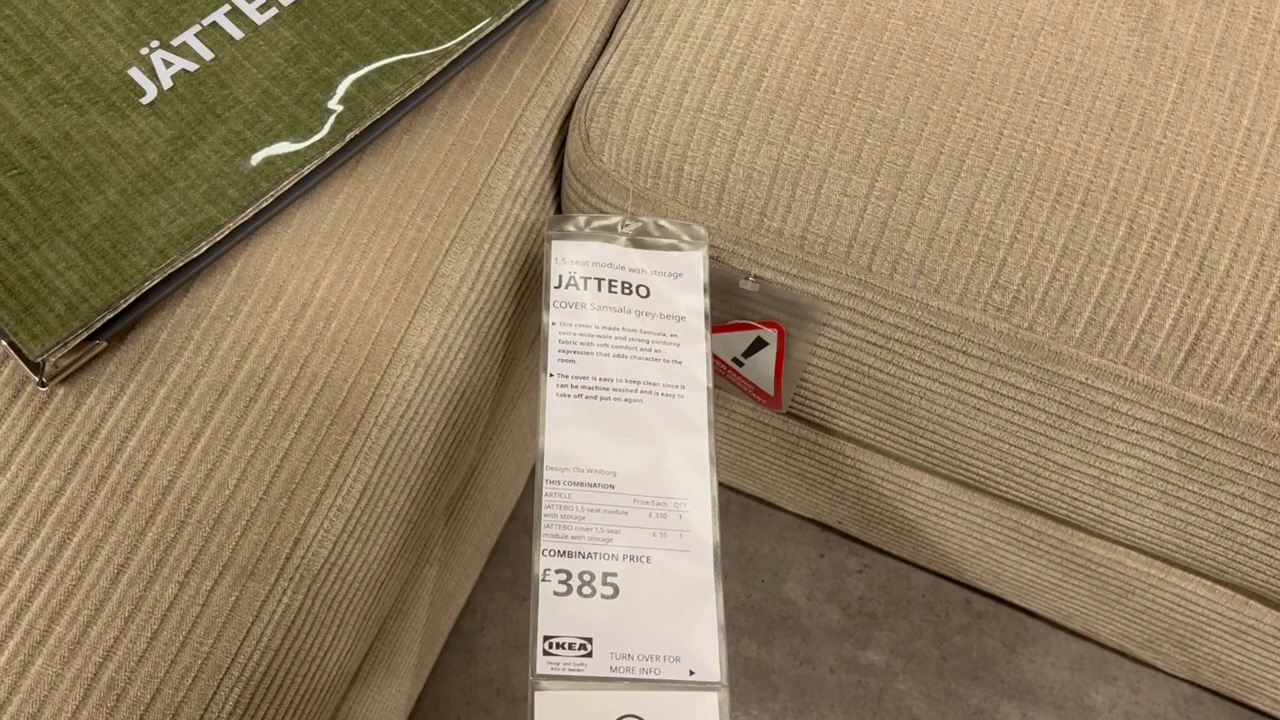 JÄTTE
1,5-seat module with storage
JÄTTEBO
COVER Samsala grey-beige
▶ This cover is made from Samsala, an
extra-wide-wale and strong corduroy
fabric with soft comfort and an
expression that adds character to the
room.
▶ The cover is easy to keep clean since it
can be machine washed and is easy to
take off and put on again.
Design: Ola Wihlborg
THIS COMBINATION
ARTICLE Price/Each QTY
JÄTTEBO 1,5-seat module £ 330 1
with storage
JÄTTEBO cover 1,5-seat £ 55 1
module with storage
COMBINATION PRICE
£385
IKEA
Design and Quality
IKEA of Sweden
TURN OVER FOR
MORE INFO ▶
!
FABRIC
RESISTANT